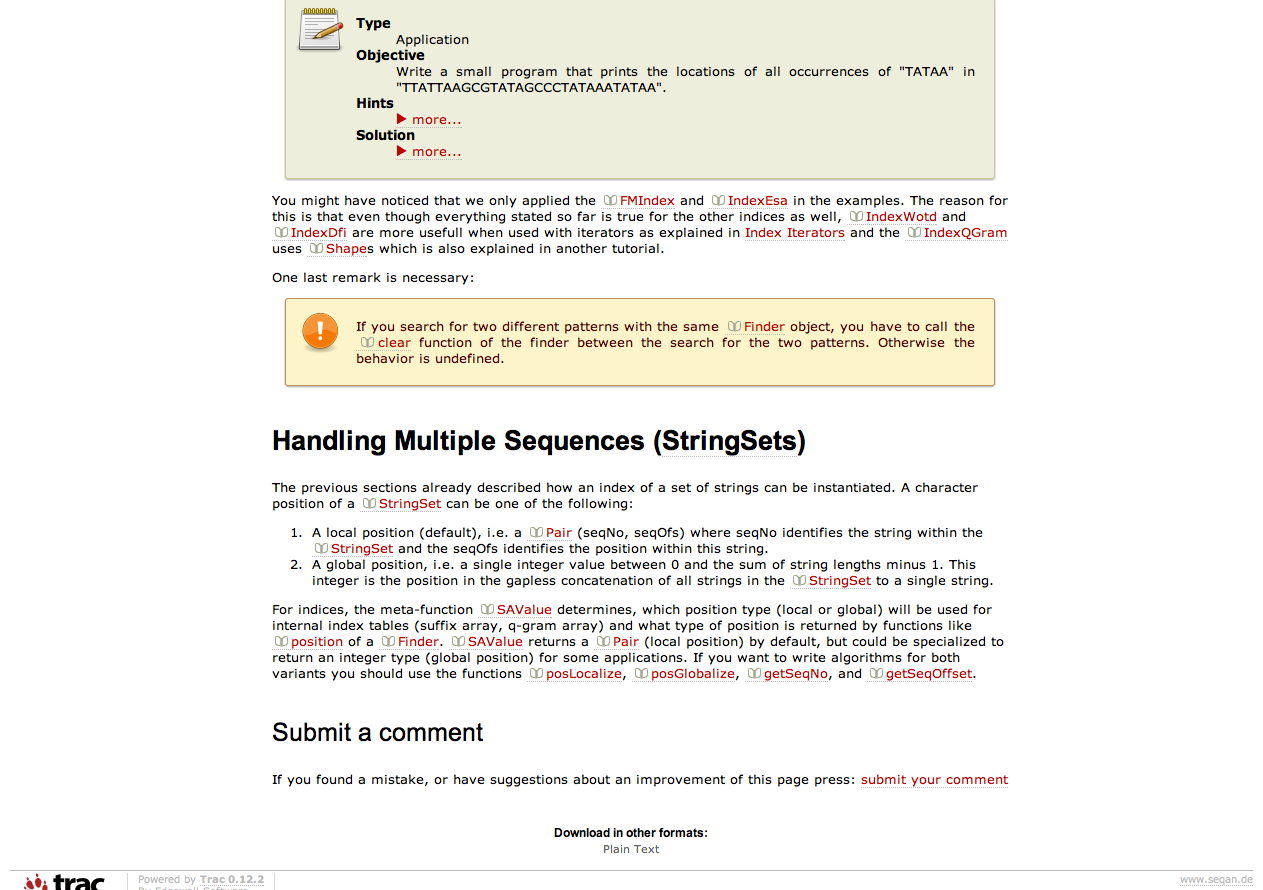 Type
Application
Objective
Write a small program that prints the locations of all occurrences of "TATAA" in
"TTATTAAGCGTATAGCCCTATAAATATAA".
Hints
▶ more...
Solution
▶ more...
You might have noticed that we only applied the FMIndex and IndexEsa in the examples. The reason for
this is that even though everything stated so far is true for the other indices as well, IndexWotd and
IndexDfi are more usefull when used with iterators as explained in Index Iterators and the IndexQGram
uses Shapes which is also explained in another tutorial.
One last remark is necessary:
If you search for two different patterns with the same Finder object, you have to call the
clear function of the finder between the search for the two patterns. Otherwise the
behavior is undefined.
Handling Multiple Sequences (StringSets)
The previous sections already described how an index of a set of strings can be instantiated. A character
position of a StringSet can be one of the following:
1. A local position (default), i.e. a Pair (seqNo, seqOfs) where seqNo identifies the string within the
StringSet and the seqOfs identifies the position within this string.
2. A global position, i.e. a single integer value between 0 and the sum of string lengths minus 1. This
integer is the position in the gapless concatenation of all strings in the StringSet to a single string.
For indices, the meta-function SAValue determines, which position type (local or global) will be used for
internal index tables (suffix array, q-gram array) and what type of position is returned by functions like
position of a Finder. SAValue returns a Pair (local position) by default, but could be specialized to
return an integer type (global position) for some applications. If you want to write algorithms for both
variants you should use the functions posLocalize, posGlobalize, getSeqNo, and getSeqOffset.
Submit a comment
If you found a mistake, or have suggestions about an improvement of this page press: submit your comment
Download in other formats:
Plain Text
trac
Powered by Trac 0.12.2
By Edgewall Software
www.seqan.de